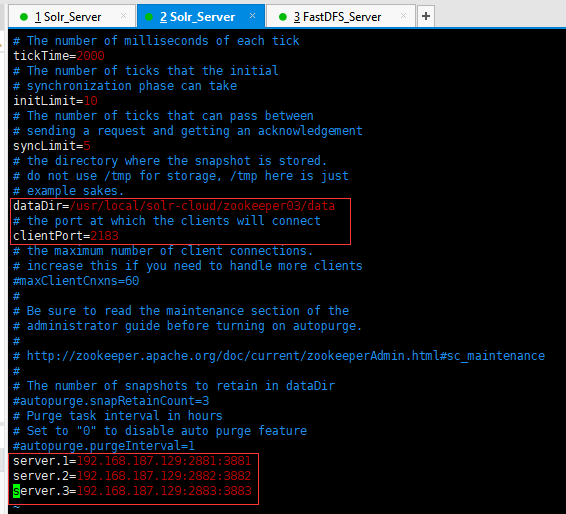 1 Solr_Server × 2 Solr_Server × 3 FastDFS_Server × +
# The number of milliseconds of each tick
tickTime=2000
# The number of ticks that the initial
# synchronization phase can take
initLimit=10
# The number of ticks that can pass between
# sending a request and getting an acknowledgement
syncLimit=5
# the directory where the snapshot is stored.
# do not use /tmp for storage, /tmp here is just
# example sakes.
dataDir=/usr/local/solr-cloud/zookeeper03/data
# the port at which the clients will connect
clientPort=2183
# the maximum number of client connections.
# increase this if you need to handle more clients
#maxClientCnxns=60
#
# Be sure to read the maintenance section of the
# administrator guide before turning on autopurge.
#
# http://zookeeper.apache.org/doc/current/zookeeperAdmin.html#sc_maintenance
#
# The number of snapshots to retain in dataDir
#autopurge.snapRetainCount=3
# Purge task interval in hours
# Set to "0" to disable auto purge feature
#autopurge.purgeInterval=1
server.1=192.168.187.129:2881:3881
server.2=192.168.187.129:2882:3882
server.3=192.168.187.129:2883:3883
~